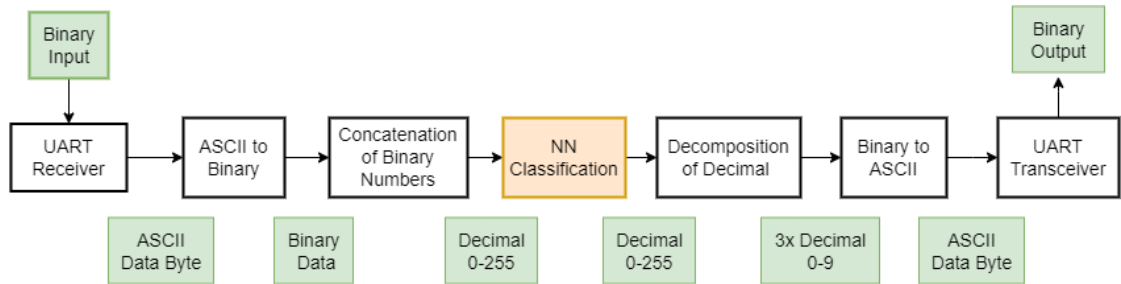 Binary
Input
Binary
Output
UART
Receiver
ASCII to
Binary
Concatenation
of Binary
Numbers
NN
Classification
Decomposition
of Decimal
Binary to
ASCII
UART
Transceiver
ASCII
Data Byte
Binary
Data
Decimal
0-255
Decimal
0-255
3x Decimal
0-9
ASCII
Data Byte